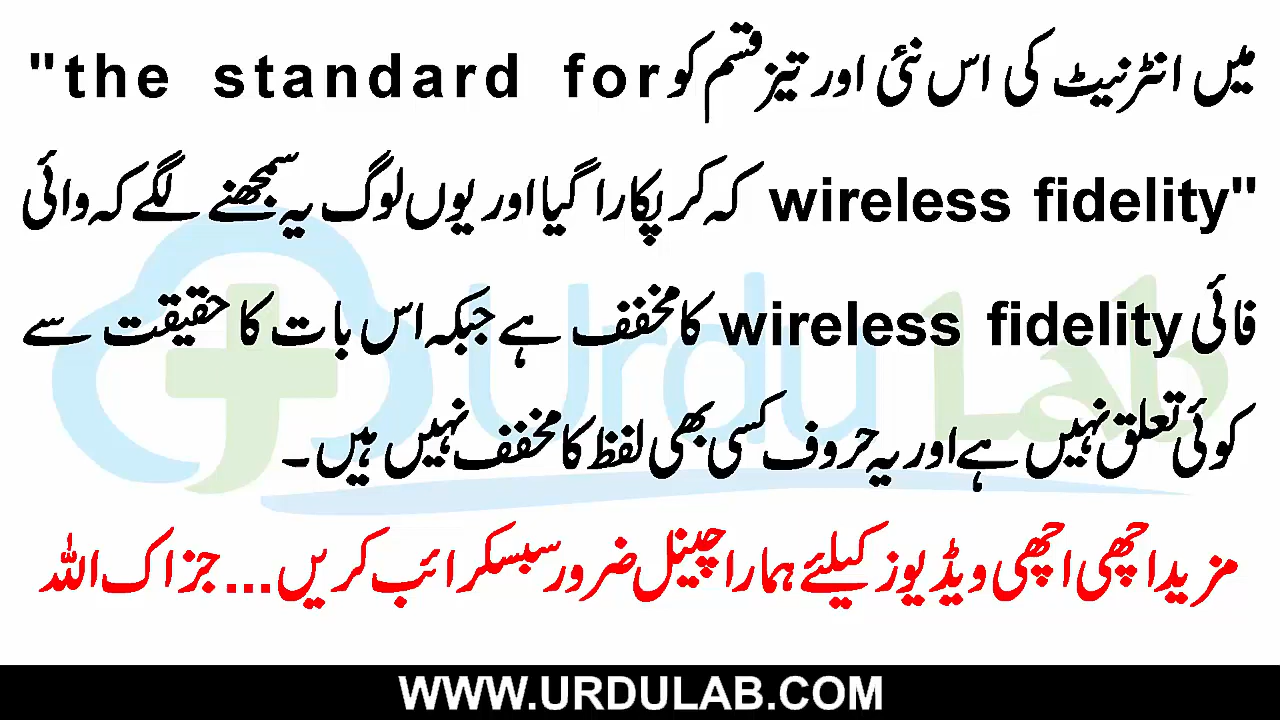 میں انٹرنیٹ کی اس نئی اور تیز قسم کو "the standard for
wireless fidelity" کہ کر پکارا گیا اور یوں لوگ یہ سمجھنے لگے کہ وائی
فائی wireless fidelity کا مخفف ہے جبکہ اس بات کا حقیقت سے
کوئی تعلق نہیں ہے اور یہ حروف کسی بھی لفظ کا مخفف نہیں ہیں۔
مزید اچھی اچھی ویڈیوز کیلئے ہمارا چینل ضرور سبسکرائب کریں... جزاک اللہ
Urdu Lab
WWW.URDULAB.COM